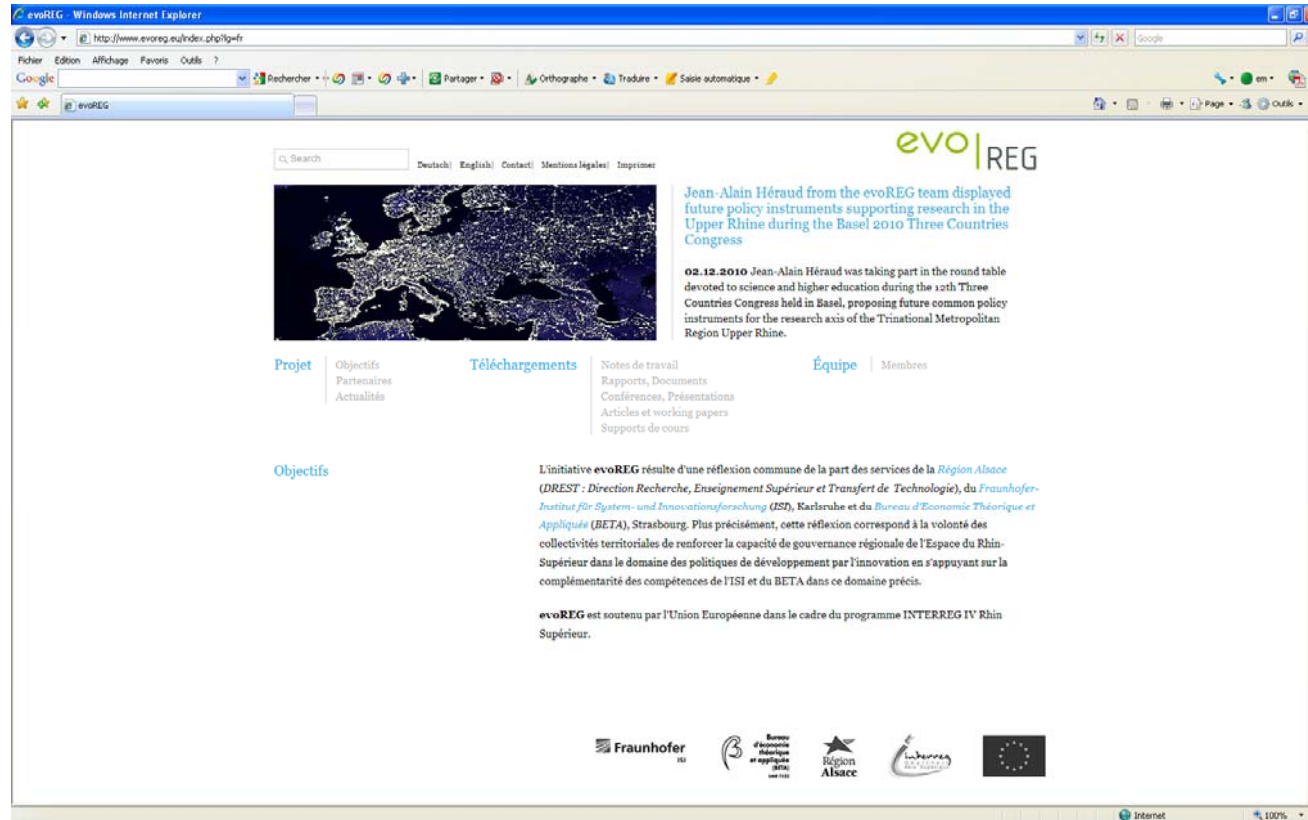 evoREG - Windows Internet Explorer
http://www.evoreg.eu/index.php?lg=fr
Google
Fichier Edition Affichage Favoris Outils ?
Google Rechercher Partager Orthographe Traduire Saisie automatique em
evoREG Page Outils
Search
Deutsch| English| Contact| Mentions légales| Imprimer
evo REG
Jean-Alain Héraud from the evoREG team displayed
future policy instruments supporting research in the
Upper Rhine during the Basel 2010 Three Countries
Congress
02.12.2010 Jean-Alain Héraud was taking part in the round table
devoted to science and higher education during the 12th Three
Countries Congress held in Basel, proposing future common policy
instruments for the research axis of the Trinational Metropolitan
Region Upper Rhine.
Projet
Objectifs
Partenaires
Actualités
Téléchargements
Notes de travail
Rapports, Documents
Conférences, Présentations
Articles et working papers
Supports de cours
Équipe
Membres
Objectifs
L'initiative evoREG résulte d'une réflexion commune de la part des services de la Région Alsace
(DREST : Direction Recherche, Enseignement Supérieur et Transfert de Technologie), du Fraunhofer-
Institut für System- und Innovationsforschung (ISI), Karlsruhe et du Bureau d'Economie Théorique et
Appliquée (BETA), Strasbourg. Plus précisément, cette réflexion correspond à la volonté des
collectivités territoriales de renforcer la capacité de gouvernance régionale de l'Espace du Rhin-
Supérieur dans le domaine des politiques de développement par l'innovation en s'appuyant sur la
complémentarité des compétences de l'ISI et du BETA dans ce domaine précis.
evoREG est soutenu par l'Union Européenne dans le cadre du programme INTERREG IV Rhin
Supérieur.
Fraunhofer
ISI
Bureau
d'économie
théorique
et appliquée
(BETA)
Région
Alsace
interreg
Internet 100%